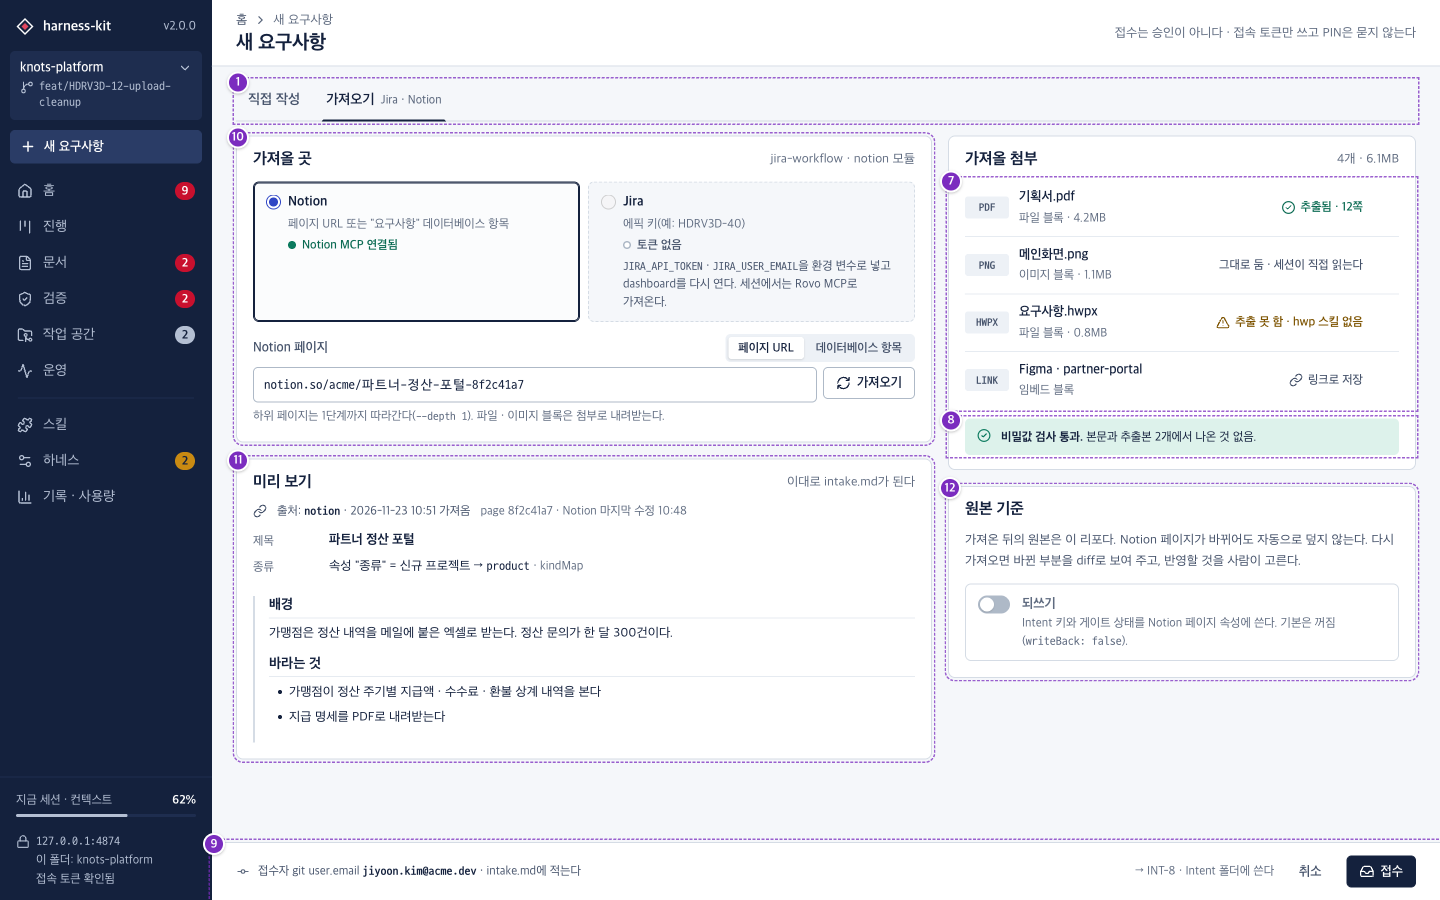 harness-kit v2.0.0
knots-platform
feat/HDRV3D-12-upload-
cleanup
새 요구사항
홈 9
진행
문서 2
검증 2
작업 공간 2
운영
스킬
하네스 2
기록 · 사용량
지금 세션 · 컨텍스트 62%
127.0.0.1:4874
이 폴더: knots-platform
접속 토큰 확인됨
홈 > 새 요구사항
새 요구사항
접수는 승인이 아니다 · 접속 토큰만 쓰고 PIN은 묻지 않는다
1
직접 작성 가져오기 Jira · Notion
10
가져올 곳 jira-workflow · notion 모듈
Notion
페이지 URL 또는 "요구사항" 데이터베이스 항목
Notion MCP 연결됨
Jira
에픽 키(예: HDRV3D-40)
토큰 없음
JIRA_API_TOKEN · JIRA_USER_EMAIL을 환경 변수로 넣고
dashboard를 다시 연다. 세션에서는 Rovo MCP로
가져온다.
Notion 페이지 페이지 URL 데이터베이스 항목
notion.so/acme/파트너-정산-포털-8f2c41a7 가져오기
하위 페이지는 1단계까지 따라간다(--depth 1). 파일 · 이미지 블록은 첨부로 내려받는다.
11
미리 보기 이대로 intake.md가 된다
출처: notion · 2026-11-23 10:51 가져옴 page 8f2c41a7 · Notion 마지막 수정 10:48
제목 파트너 정산 포털
종류 속성 "종류" = 신규 프로젝트 → product · kindMap
배경
가맹점은 정산 내역을 메일에 붙은 엑셀로 받는다. 정산 문의가 한 달 300건이다.
바라는 것
• 가맹점이 정산 주기별 지급액 · 수수료 · 환불 상계 내역을 본다
• 지급 명세를 PDF로 내려받는다
가져올 첨부 4개 · 6.1MB
7
PDF 기획서.pdf
파일 블록 · 4.2MB
추출됨 · 12쪽
PNG 메인화면.png
이미지 블록 · 1.1MB
그대로 둠 · 세션이 직접 읽는다
HWPX 요구사항.hwpx
파일 블록 · 0.8MB
추출 못 함 · hwp 스킬 없음
LINK Figma · partner-portal
임베드 블록
링크로 저장
8
비밀값 검사 통과. 본문과 추출본 2개에서 나온 것 없음.
12
원본 기준
가져온 뒤의 원본은 이 리포다. Notion 페이지가 바뀌어도 자동으로 덮지 않는다. 다시
가져오면 바뀐 부분을 diff로 보여 주고, 반영할 것을 사람이 고른다.
되쓰기
Intent 키와 게이트 상태를 Notion 페이지 속성에 쓴다. 기본은 꺼짐
(writeBack: false).
9
접수자 git user.email jiyoon.kim@acme.dev · intake.md에 적는다
→ INT-8 · Intent 폴더에 쓴다 취소 접수